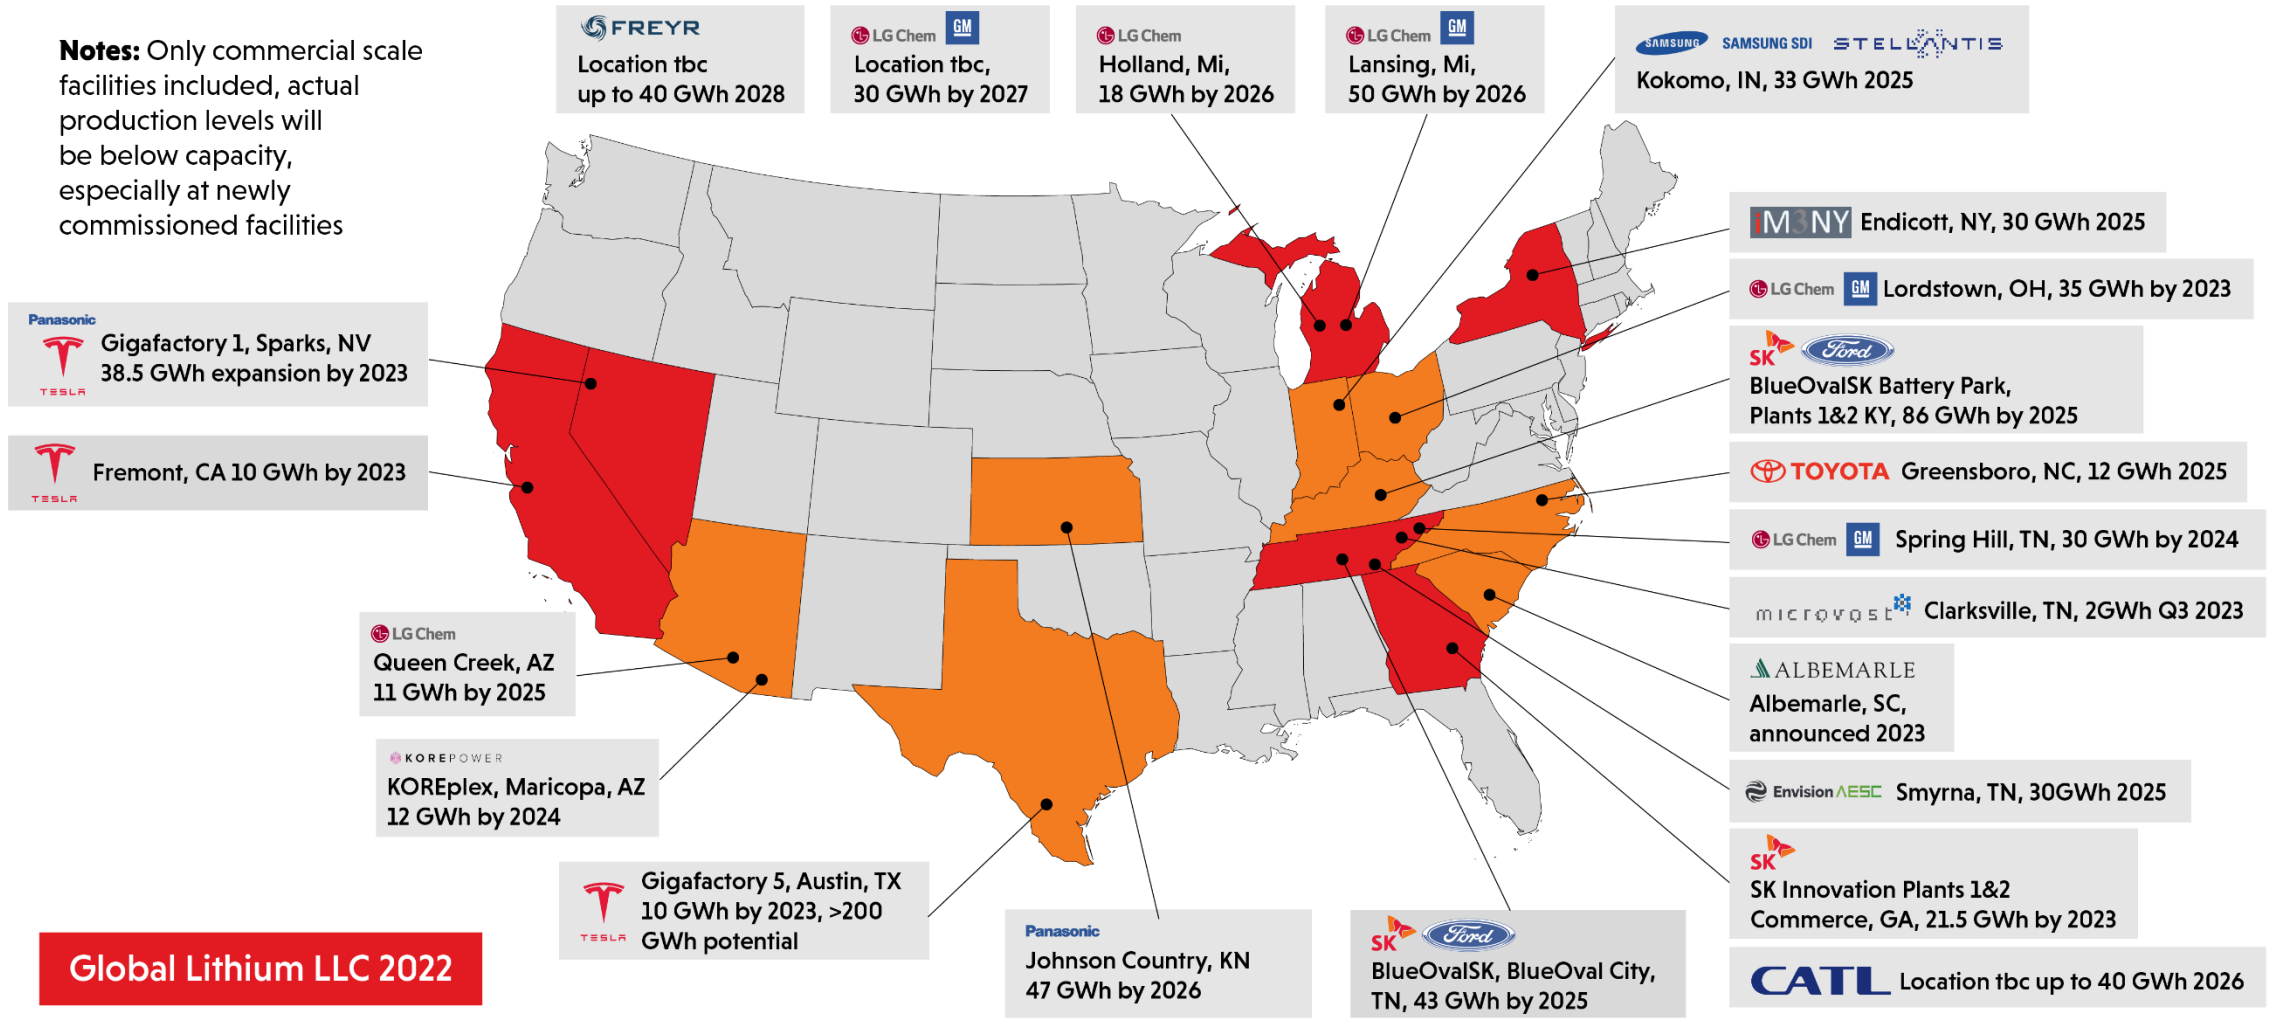 Notes: Only commercial scale
facilities included, actual
production levels will
be below capacity,
especially at newly
commissioned facilities
FREYR
Location tbc
up to 40 GWh 2028
LG Chem GM
Location tbc,
30 GWh by 2027
LG Chem
Holland, Mi,
18 GWh by 2026
LG Chem GM
Lansing, Mi,
50 GWh by 2026
SAMSUNG SAMSUNG SDI STELLANTIS
Kokomo, IN, 33 GWh 2025
iM3NY Endicott, NY, 30 GWh 2025
LG Chem GM Lordstown, OH, 35 GWh by 2023
SK Ford
BlueOvalSK Battery Park,
Plants 1&2 KY, 86 GWh by 2025
TOYOTA Greensboro, NC, 12 GWh 2025
LG Chem GM Spring Hill, TN, 30 GWh by 2024
microvast Clarksville, TN, 2GWh Q3 2023
ALBEMARLE
Albemarle, SC,
announced 2023
Envision AESC Smyrna, TN, 30GWh 2025
SK
SK Innovation Plants 1&2
Commerce, GA, 21.5 GWh by 2023
CATL Location tbc up to 40 GWh 2026
Panasonic
TESLA
Gigafactory 1, Sparks, NV
38.5 GWh expansion by 2023
TESLA
Fremont, CA 10 GWh by 2023
LG Chem
Queen Creek, AZ
11 GWh by 2025
KOREPOWER
KOREplex, Maricopa, AZ
12 GWh by 2024
TESLA
Gigafactory 5, Austin, TX
10 GWh by 2023, >200
GWh potential
Panasonic
Johnson Country, KN
47 GWh by 2026
SK Ford
BlueOvalSK, BlueOval City,
TN, 43 GWh by 2025
Global Lithium LLC 2022